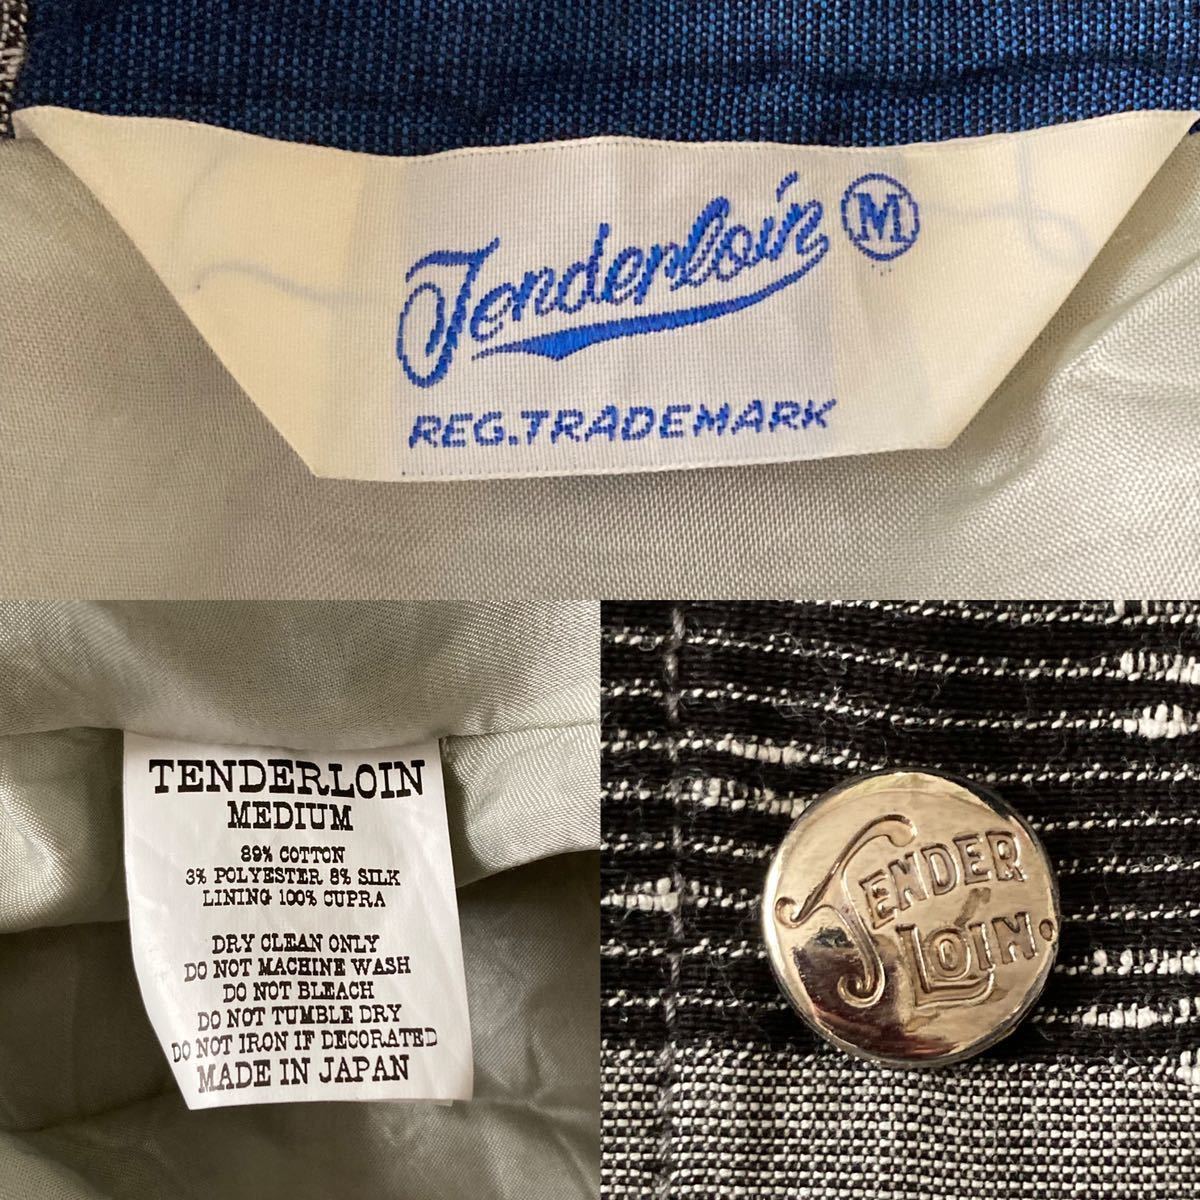 Tenderloin M
REG.TRADEMARK
TENDERLOIN
MEDIUM
89% COTTON
3% POLYESTER 8% SILK
LINING 100% CUPRA
DRY CLEAN ONLY
DO NOT MACHINE WASH
DO NOT BLEACH
DO NOT TUMBLE DRY
DO NOT IRON IF DECORATED
MADE IN JAPAN
TENDER
LOIN.